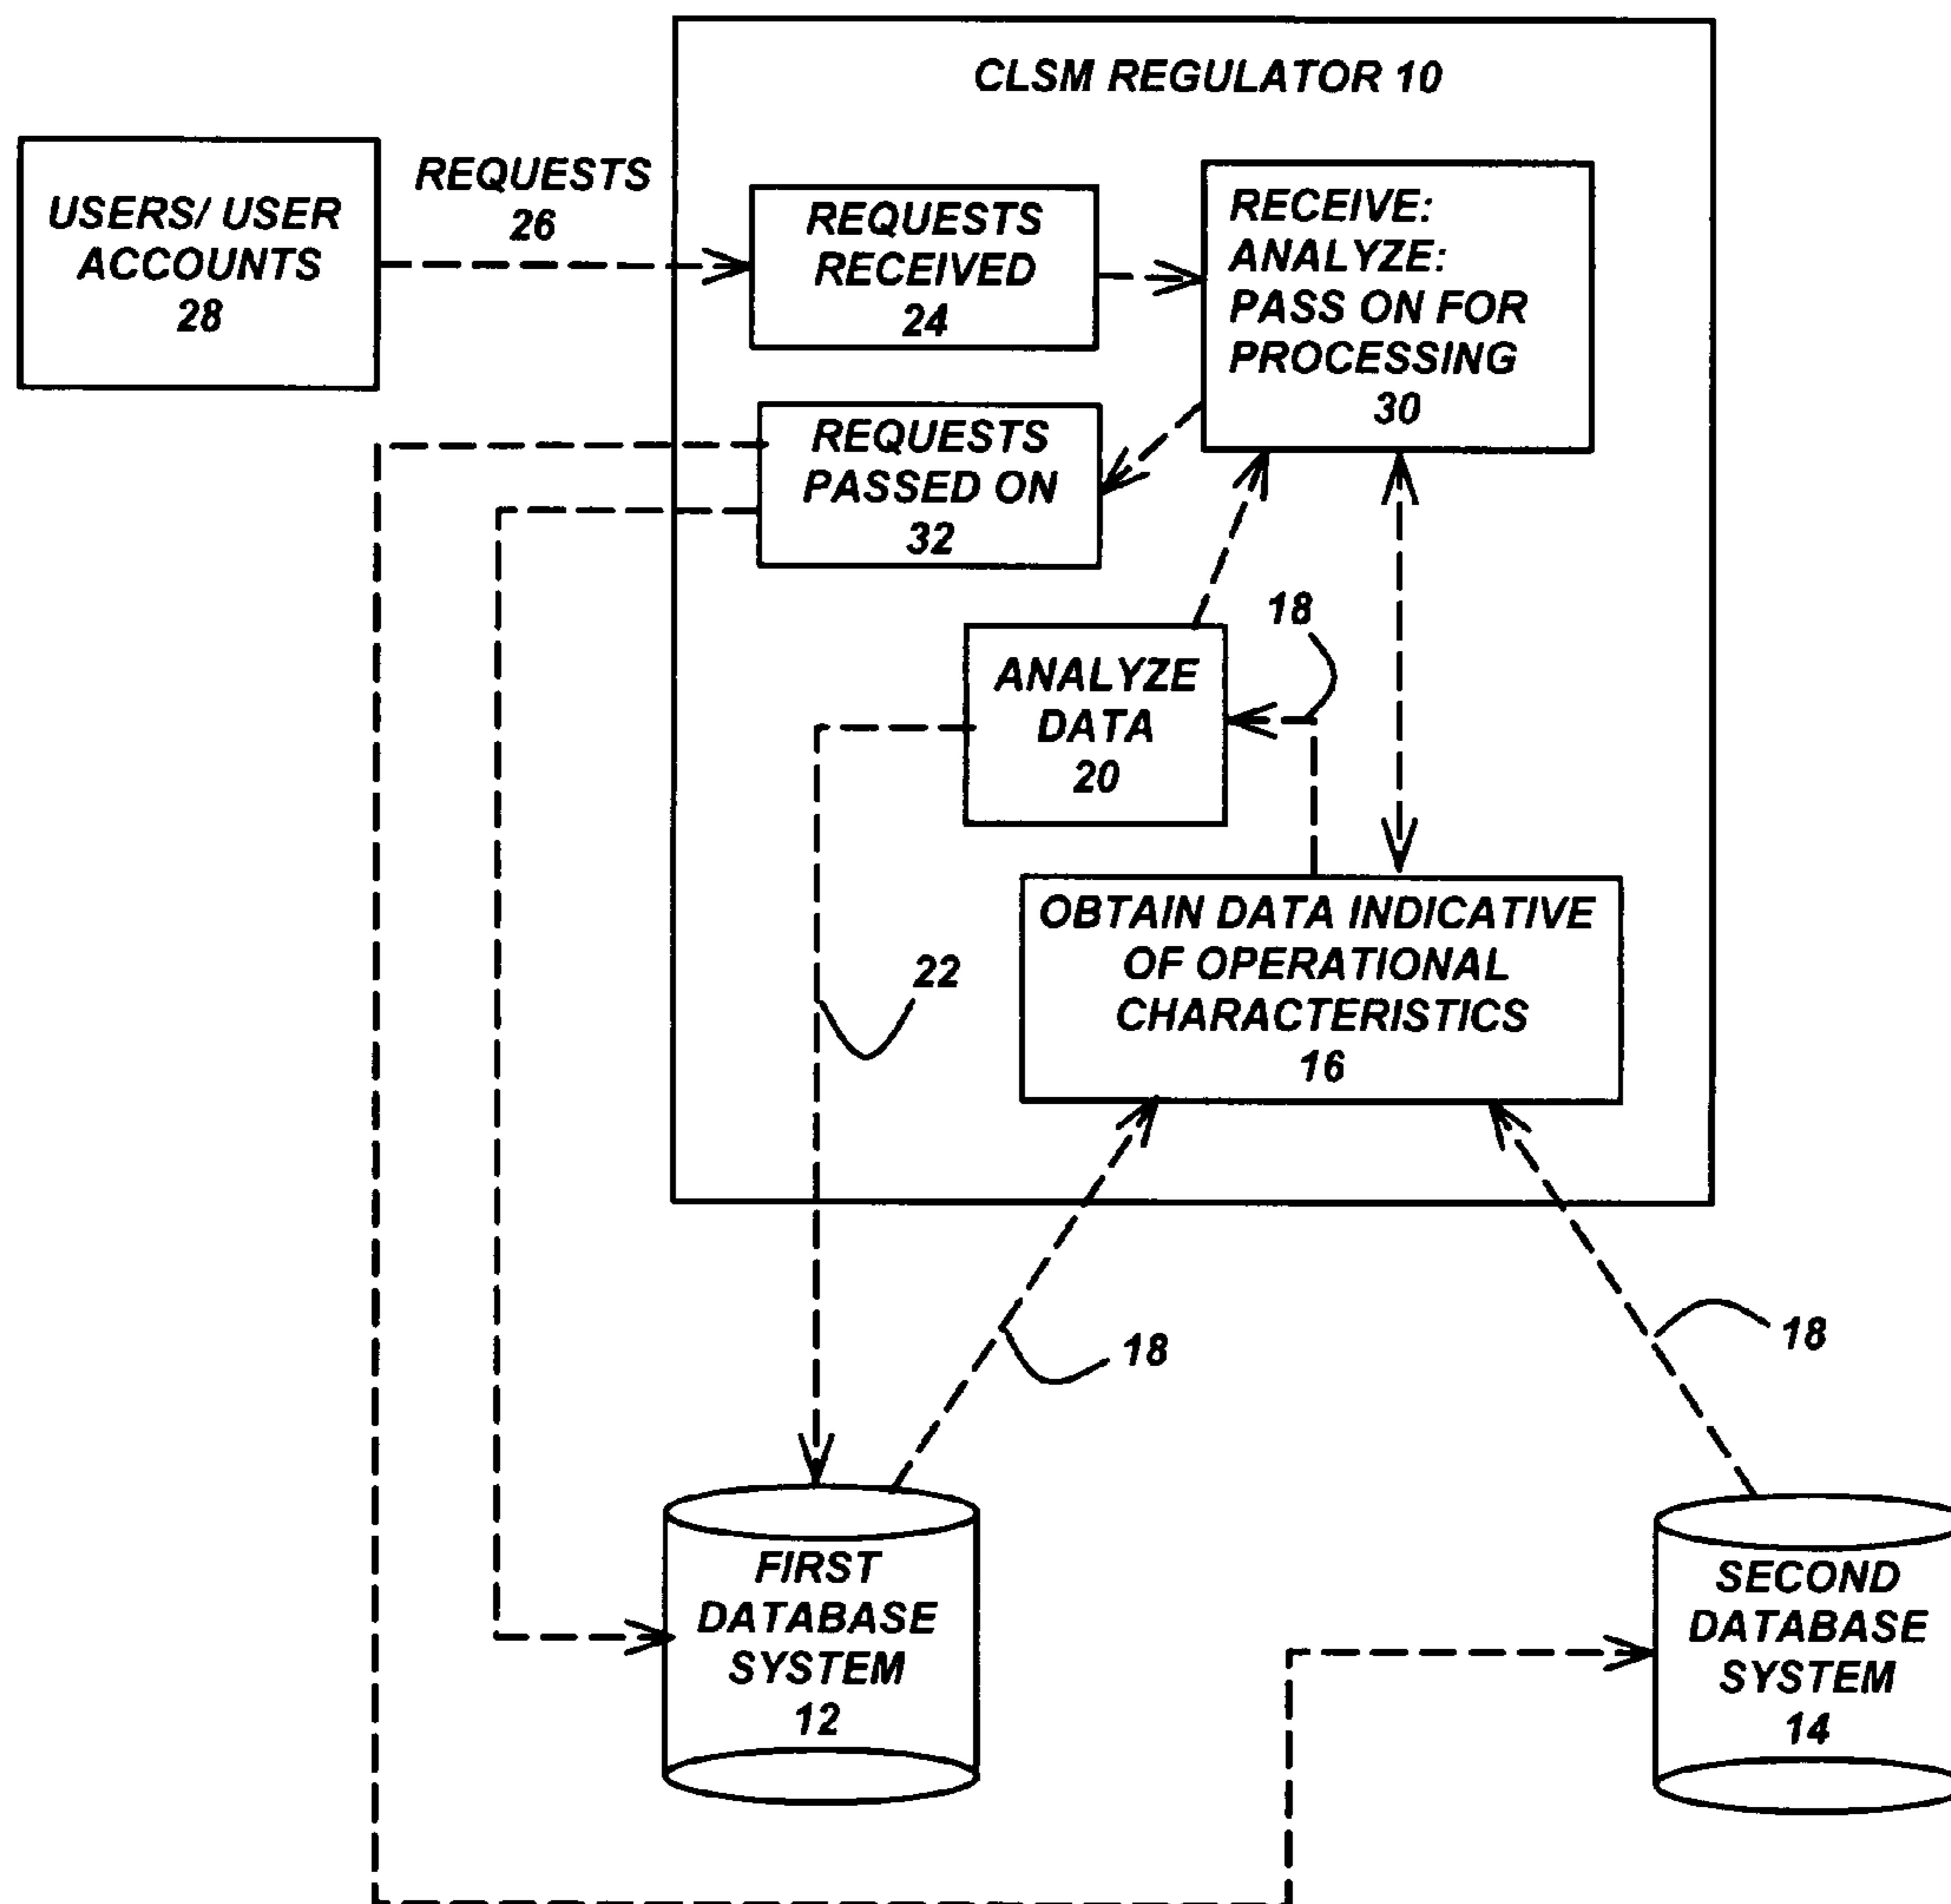 CLSM REGULATOR 10
USERS/ USER
ACCOUNTS
28
REQUESTS
26
REQUESTS
RECEIVED
24
RECEIVE:
ANALYZE:
PASS ON FOR
PROCESSING
30
REQUESTS
PASSED ON
32
18
ANALYZE
DATA
20
OBTAIN DATA INDICATIVE
OF OPERATIONAL
CHARACTERISTICS
16
22
18
18
FIRST
DATABASE
SYSTEM
12
SECOND
DATABASE
SYSTEM
14